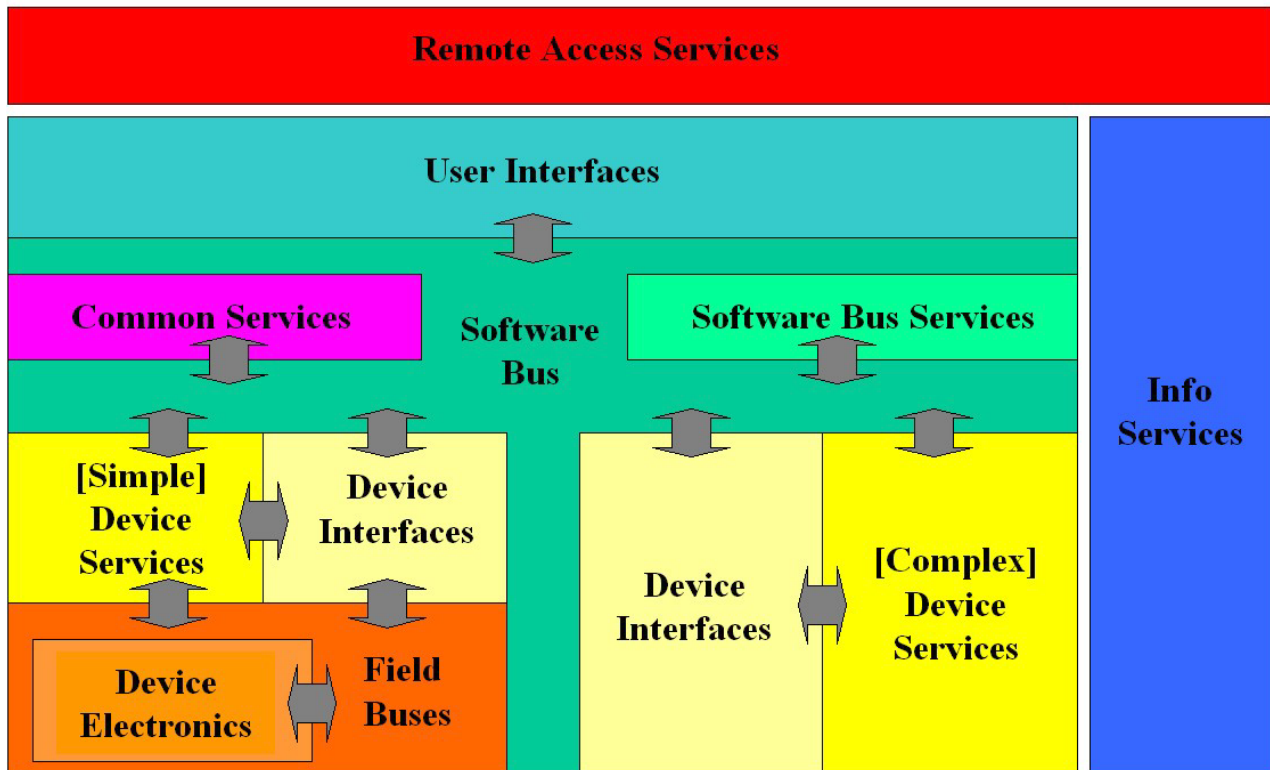 Remote Access Services
User Interfaces
Common Services
Software
Bus
Software Bus Services
Info
Services
[Simple]
Device
Services
Device
Interfaces
Device
Interfaces
[Complex]
Device
Services
Device
Electronics
Field
Buses